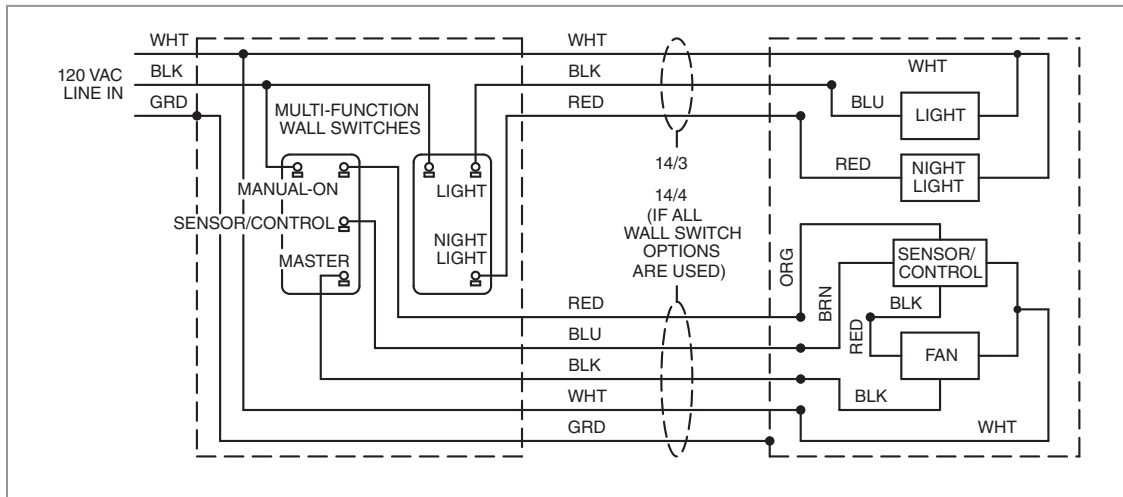 WHT
WHT
WHT
120 VAC
LINE IN
BLK
BLK
GRD
RED
MULTI-FUNCTION
WALL SWITCHES
BLU
LIGHT
RED
NIGHT
LIGHT
MANUAL-ON
LIGHT
SENSOR/CONTROL
MASTER
NIGHT
LIGHT
14/3
14/4
(IF ALL
WALL SWITCH
OPTIONS
ARE USED)
ORG
BRN
SENSOR/
CONTROL
BLK
RED
FAN
BLK
RED
BLU
BLK
WHT
GRD
WHT